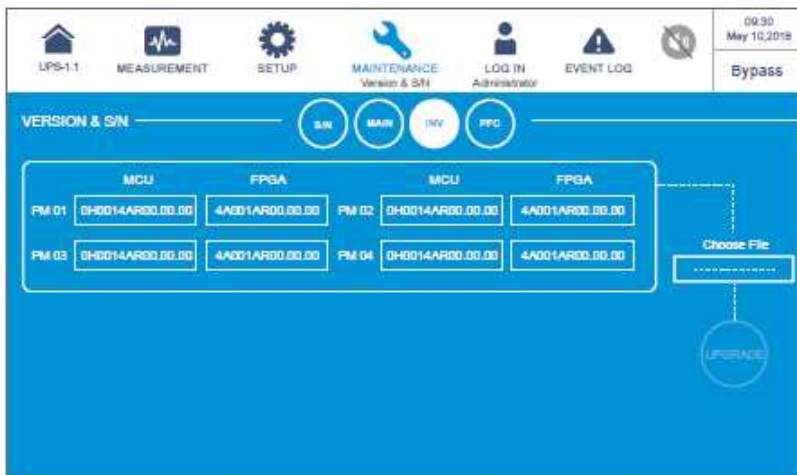 09:30
May 10,2018
UPS-1.1 MEASUREMENT SETUP MAINTENANCE LOG IN EVENT LOG
Version & S/N Administrator
Bypass
VERSION & S/N S/N MAIN INV PFC
MCU FPGA MCU FPGA
PM 01 0H0014AR00.00.00 4A001AR00.00.00 PM 02 0H0014AR00.00.00 4A001AR00.00.00
PM 03 0H0014AR00.00.00 4A001AR00.00.00 PM 04 0H0014AR00.00.00 4A001AR00.00.00
Choose File
---------------
UPGRADE